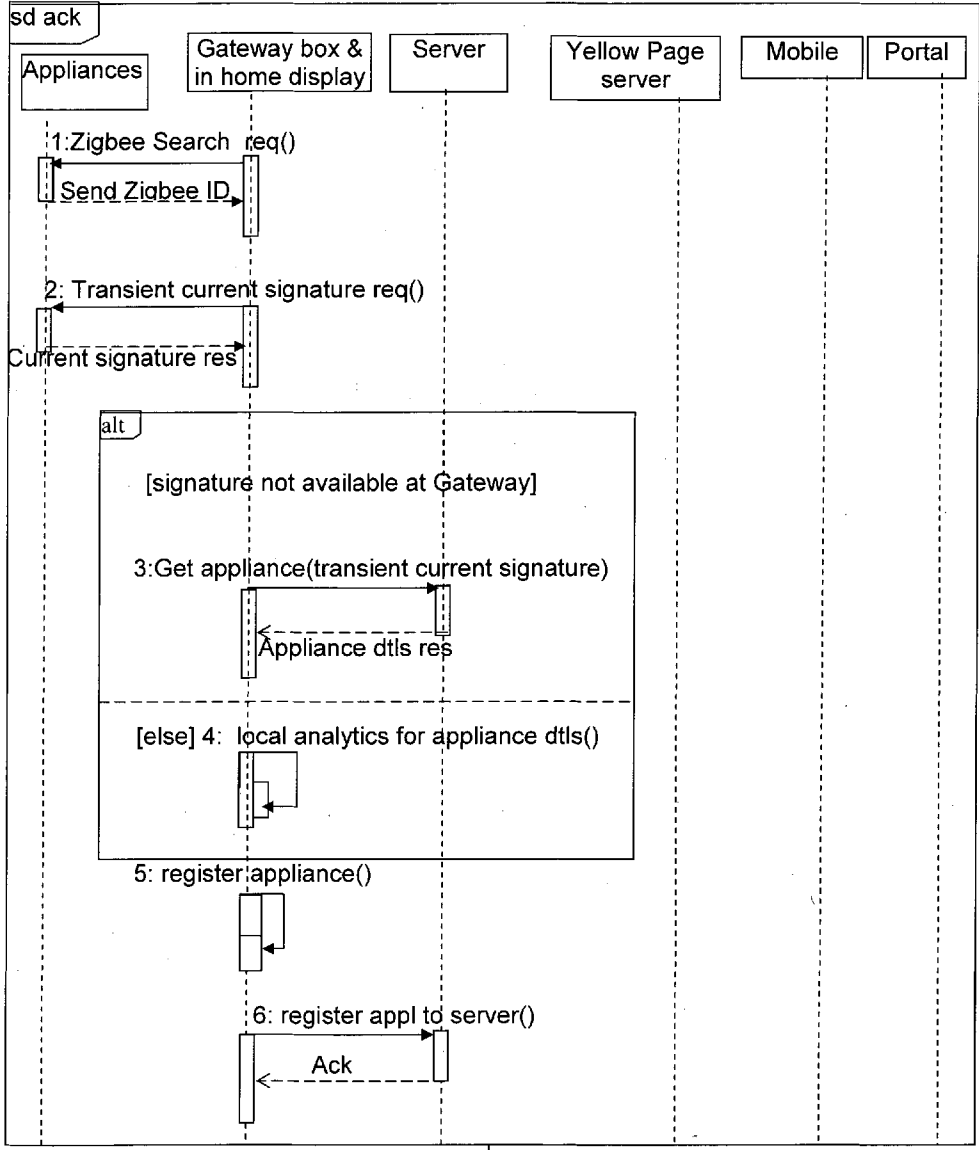 sd ack
Appliances
Gateway box &
in home display
Server
Yellow Page
server
Mobile
Portal
1:Zigbee Search req()
Send Zigbee ID
2: Transient current signature req()
Current signature res
alt
[signature not available at Gateway]
3:Get appliance(transient current signature)
Appliance dtls res
[else] 4: local analytics for appliance dtls()
5: register appliance()
6: register appl to server()
Ack